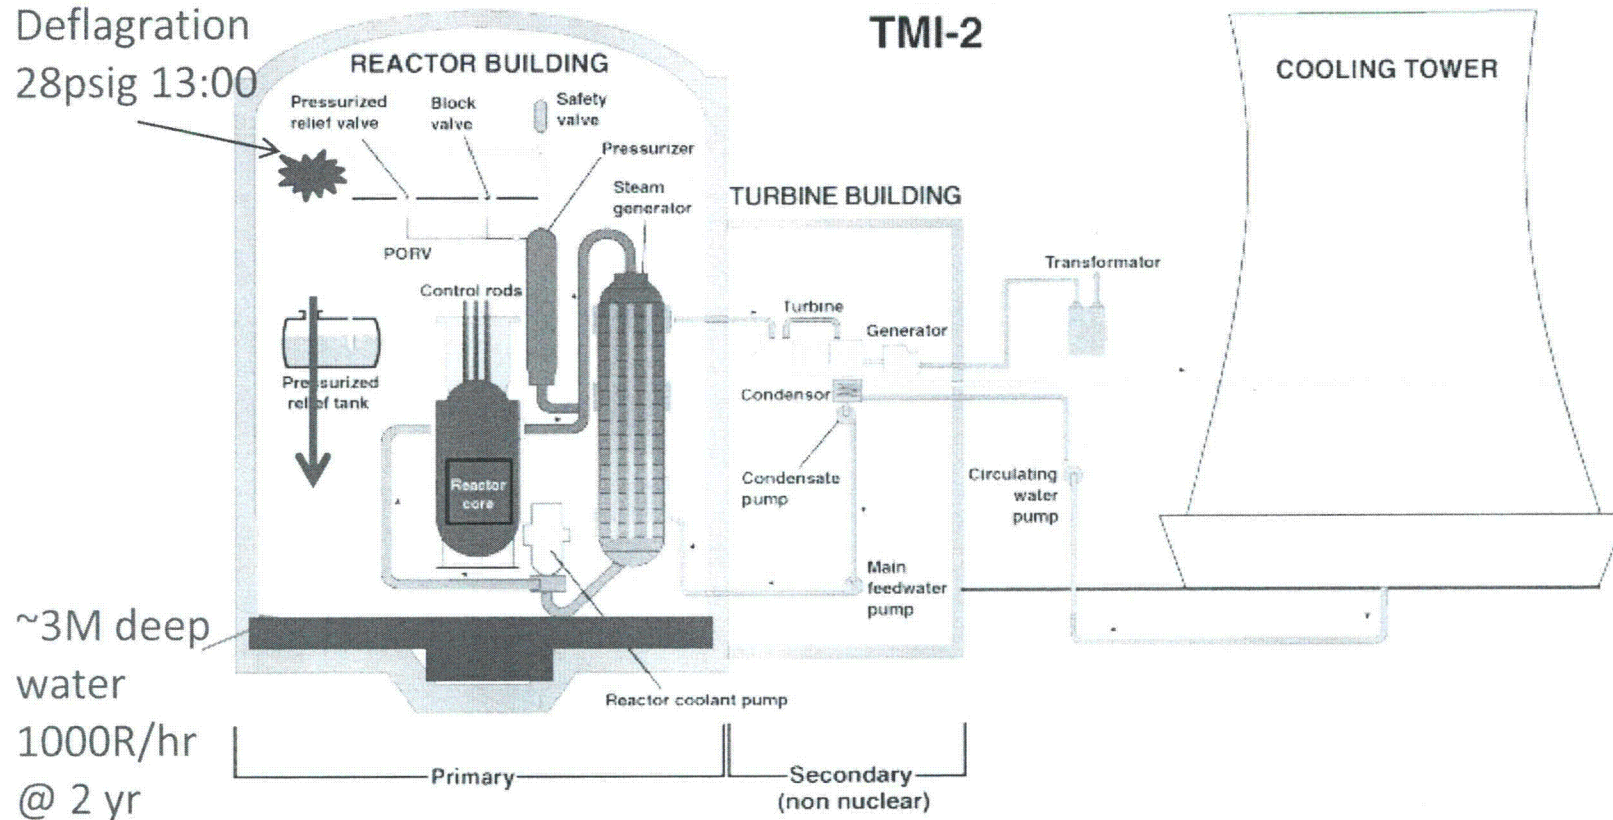 Deflagration
28psig 13:00
TMI-2
REACTOR BUILDING
Pressurized
relief valve
Block
valve
Safety
valve
Pressurizer
Steam
generator
PORV
Control rods
Pressurized
relief tank
Reactor
core
Reactor coolant pump
~3M deep
water
1000R/hr
@ 2 yr
Primary
TURBINE BUILDING
Turbine
Generator
Condensor
Condensate
pump
Main
feedwater
pump
Secondary
(non nuclear)
Transformator
Circulating
water
pump
COOLING TOWER